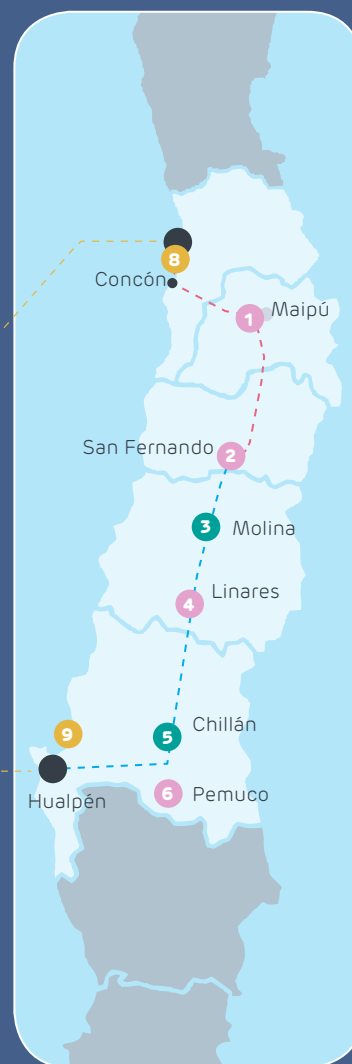 8
Concón
1
Maipú
San Fernando
2
3
Molina
4
Linares
5
Chillán
9
6
Pemuco
Hualpén